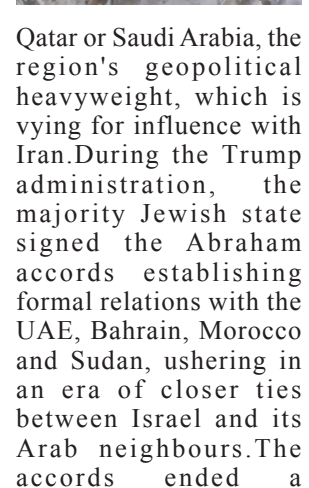 Qatar or Saudi Arabia, the
region's geopolitical
heavyweight, which is
vying for influence with
Iran.During the Trump
administration, the
majority Jewish state
signed the Abraham
accords establishing
formal relations with the
UAE, Bahrain, Morocco
and Sudan, ushering in
an era of closer ties
between Israel and its
Arab neighbours.The
accords ended a